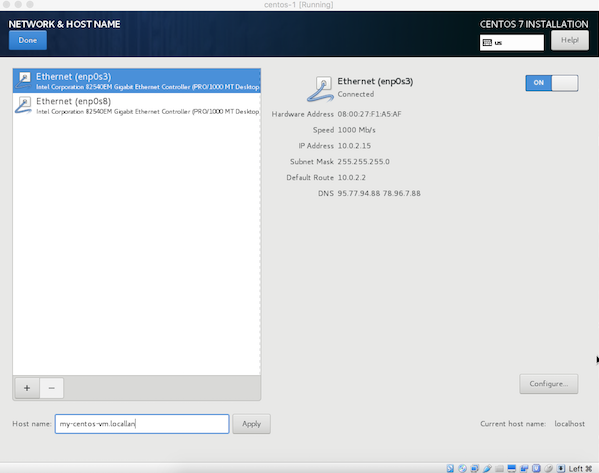 centos-1 [Running]
NETWORK & HOST NAME
CENTOS 7 INSTALLATION
Done
us
Help!
Ethernet (enp0s3)
Intel Corporation 82540EM Gigabit Ethernet Controller (PRO/1000 MT Desktop
Ethernet (enp0s8)
Intel Corporation 82540EM Gigabit Ethernet Controller (PRO/1000 MT Desktop
Ethernet (enp0s3)
Connected
ON
Hardware Address 08:00:27:F1:A5:AF
Speed 1000 Mb/s
IP Address 10.0.2.15
Subnet Mask 255.255.255.0
Default Route 10.0.2.2
DNS 95.77.94.88 78.96.7.88
+ −
Configure...
Host name: my-centos-vm.locallan Apply Current host name: localhost
Left ⌘